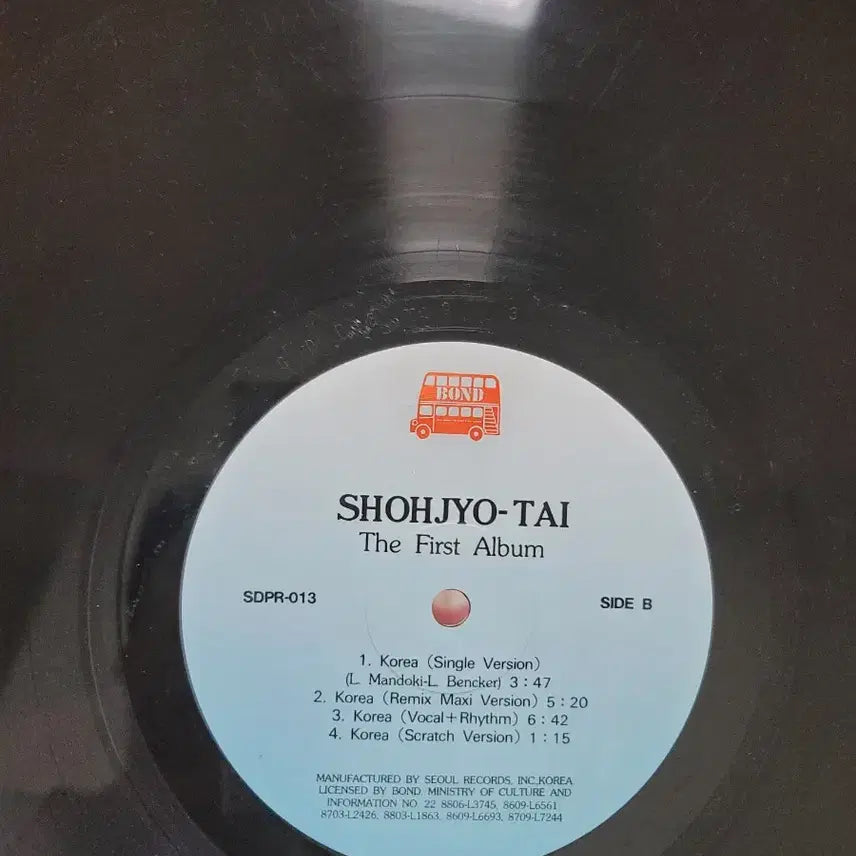 BOND
SHOHJYO-TAI
The First Album
SDPR-013
SIDE B
1. Korea (Single Version)
(L. Mandoki-L. Bencker) 3:47
2. Korea (Remix Maxi Version) 5:20
3. Korea (Vocal+Rhythm) 6:42
4. Korea (Scratch Version) 1:15
MANUFACTURED BY SEOUL RECORDS, INC,KOREA
LICENSED BY BOND. MINISTRY OF CULTURE AND
INFORMATION NO 22 8806-L3745, 8609-L6561
8703-L2426, 8803-L1863, 8609-L6693, 8709-L7244